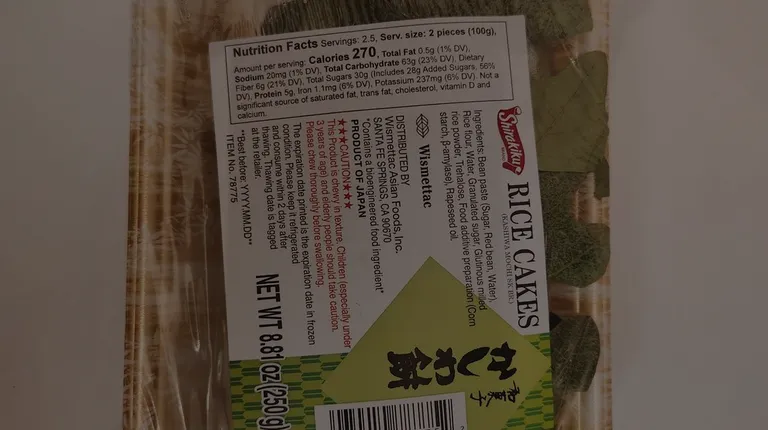 Nutrition Facts Servings: 2.5, Serv. size: 2 pieces (100g),
Amount per serving: Calories 270, Total Fat 0.5g (1% DV),
Sodium 20mg (1% DV), Total Carbohydrate 63g (23% DV), Dietary
Fiber 6g (21% DV), Total Sugars 30g (Includes 28g Added Sugars, 56%
DV), Protein 5g, Iron 1.1mg (6% DV), Potassium 237mg (6% DV). Not a
significant source of saturated fat, trans fat, cholesterol, vitamin D and
calcium.
Shirakiku
BRAND
RICE CAKES
(KASHIWA MOCHI SK BR)
Ingredients: Bean paste (Sugar, Red bean, Water),
Rice flour, Water, Granulated sugar, Glutinous milled
rice powder, Trehalose, Food additive preparation (Corn
starch, β-amylase), Rapeseed oil.
Wismettac
DISTRIBUTED BY
Wismettac Asian Foods, Inc.
SANTA FE SPRINGS, CA 90670
*Contains a bioengineered food ingredient*
PRODUCT OF JAPAN
★★★CAUTION★★★
This Product is chewy in texture. Children (especially under
3 years of age) and elderly people should take caution.
Please chew thoroughly before swallowing.
The expiration date printed is the expiration date in frozen
condition. Please keep it refrigerated
and consume within 2 days after
thawing. Thawing date is tagged
at the retailer.
**Best before: YYYY.MM.DD**
ITEM No. 78775
NET WT 8.81 oz (250 g)
和菓子
かしわ餅